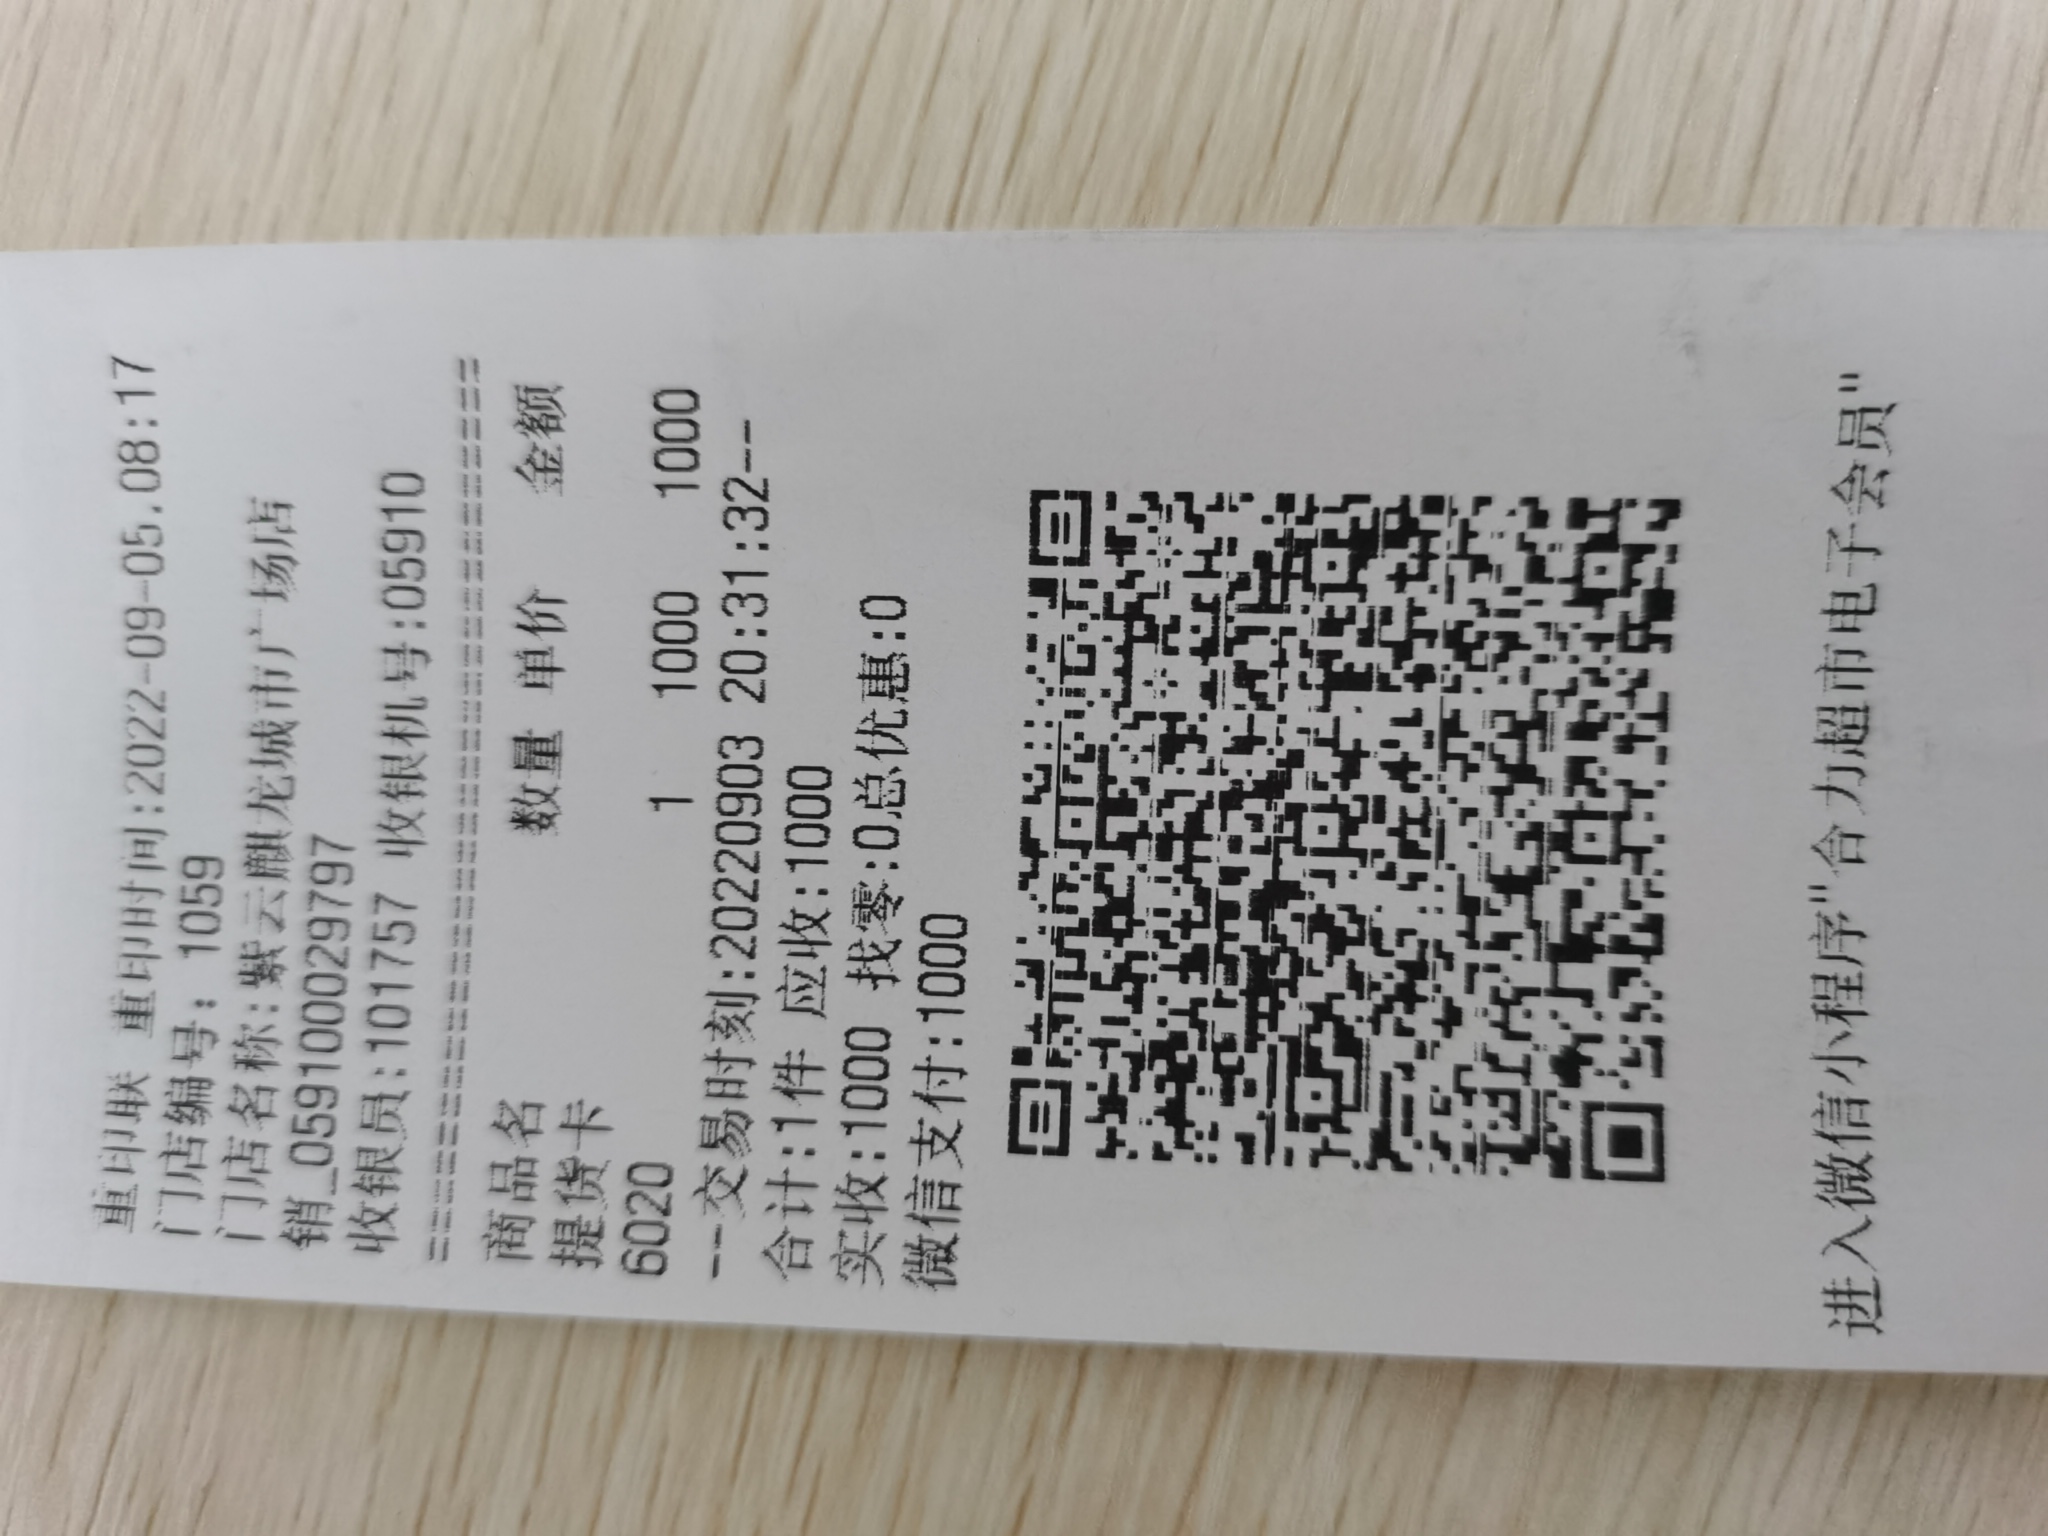 重印联 重印时间:2022-09-05.08:17
门店编号: 1059
门店名称:紫云麒龙城市广场店
销_0591000029797
收银员:101757 收银机号:05910
================================================
商品名 数量 单价 金额
提货卡
6020 1 1000 1000
--交易时刻:20220903 20:31:32--
合计:1件 应收:1000
实收:1000 找零:0总优惠:0
微信支付:1000
进入微信小程序"合力超市电子会员"